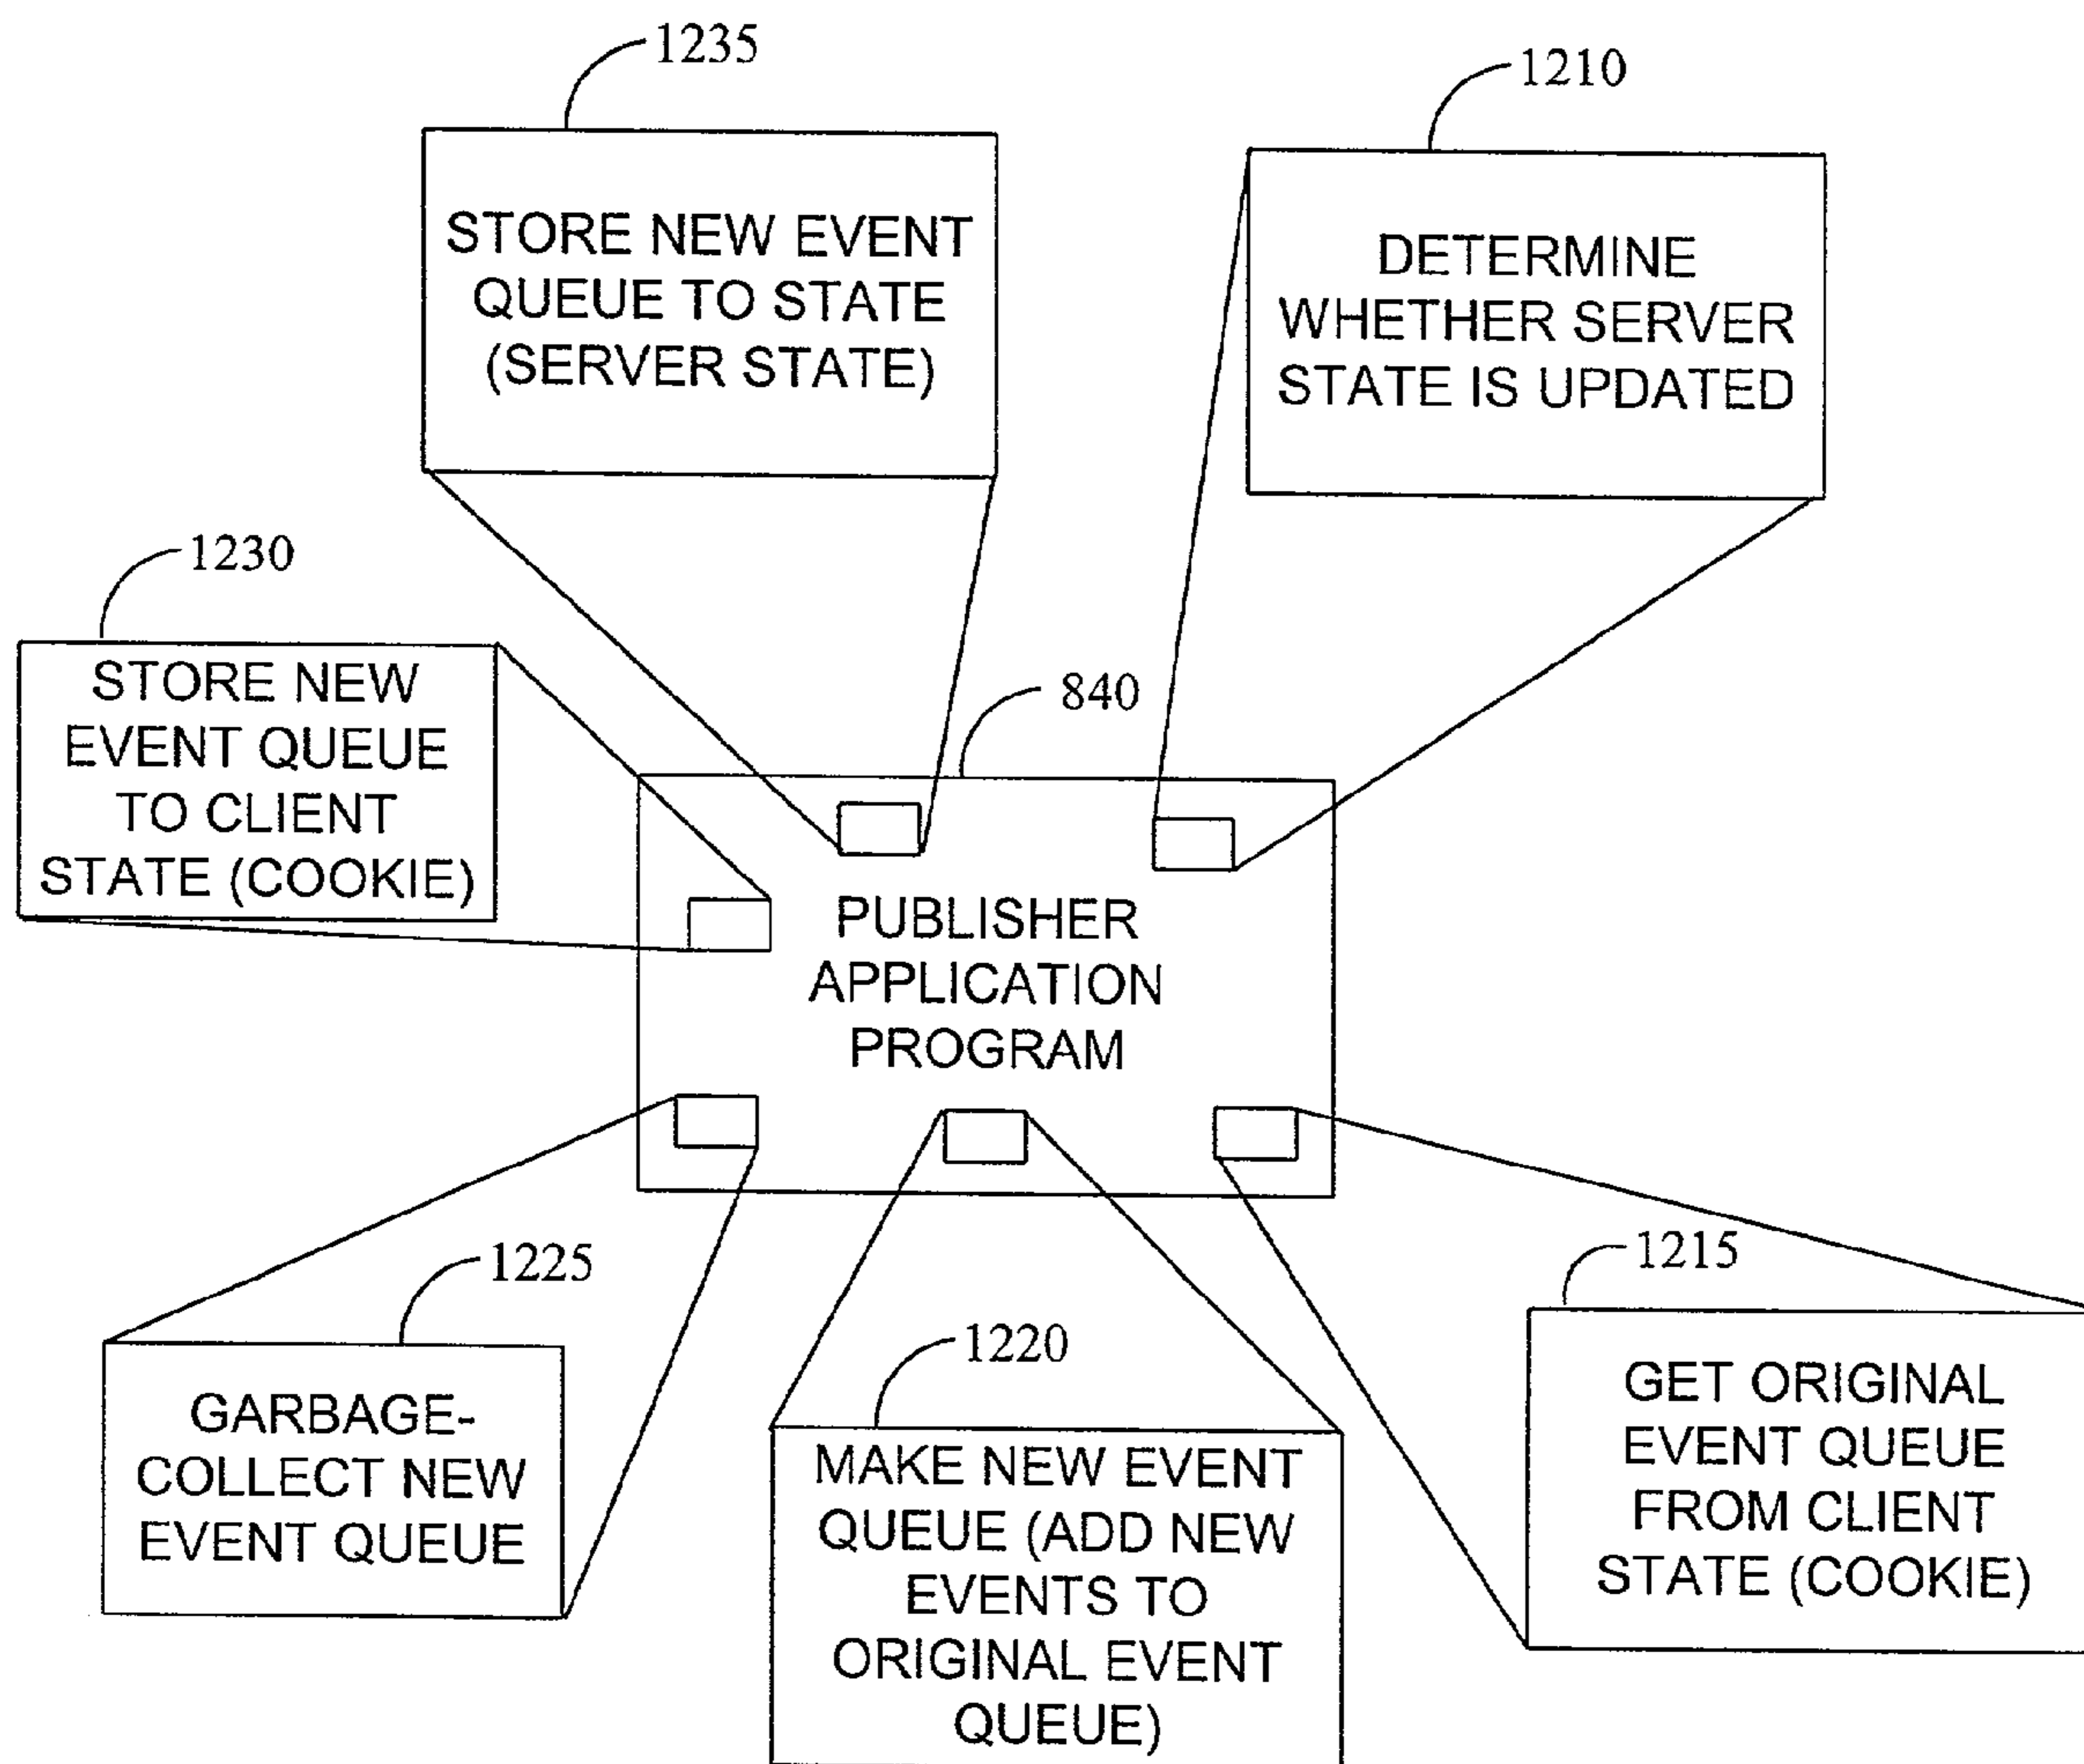 1235
STORE NEW EVENT
QUEUE TO STATE
(SERVER STATE)
1210
DETERMINE
WHETHER SERVER
STATE IS UPDATED
1230
STORE NEW
EVENT QUEUE
TO CLIENT
STATE (COOKIE)
840
PUBLISHER
APPLICATION
PROGRAM
1225
GARBAGE-
COLLECT NEW
EVENT QUEUE
1220
MAKE NEW EVENT
QUEUE (ADD NEW
EVENTS TO
ORIGINAL EVENT
QUEUE)
1215
GET ORIGINAL
EVENT QUEUE
FROM CLIENT
STATE (COOKIE)